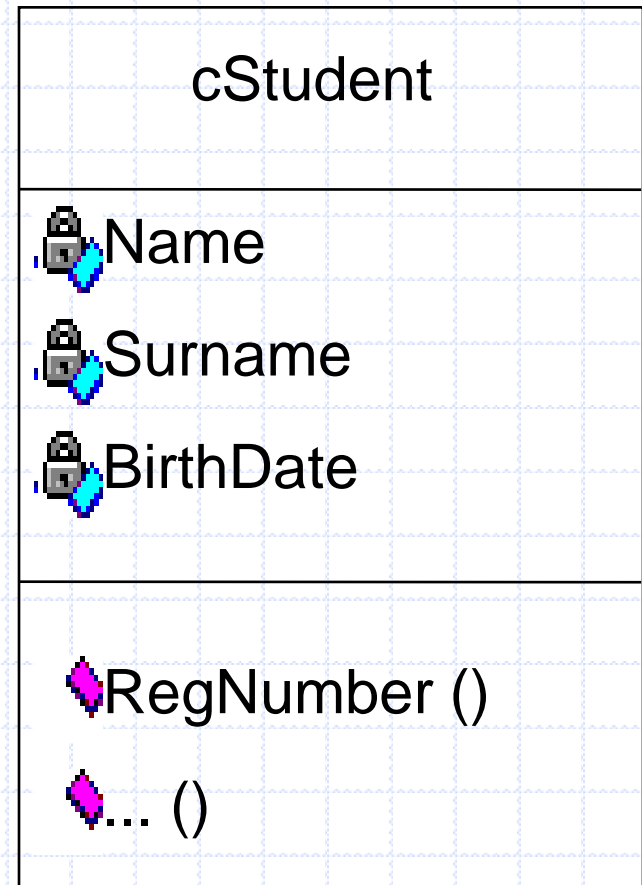 cStudent
Name
Surname
BirthDate
RegNumber ()
... ()